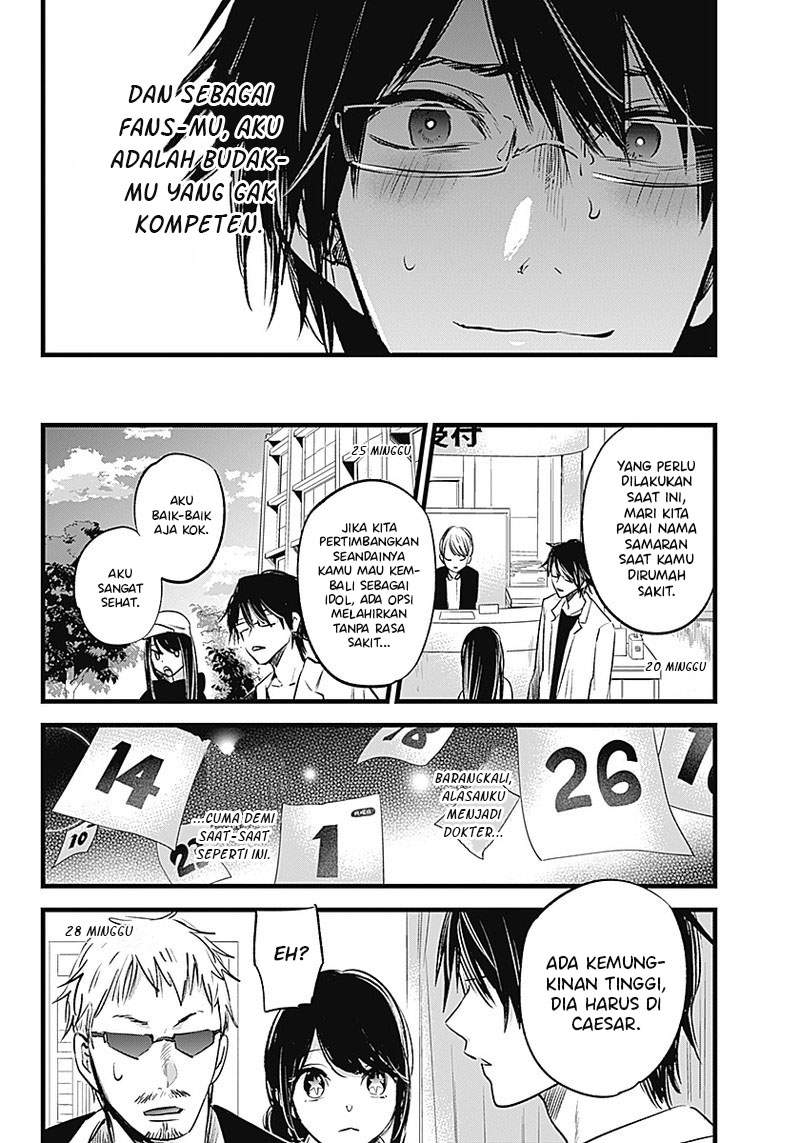 DAN SEBAGAI
FANS-MU, AKU
ADALAH BUDAK-
MU YANG GAK
KOMPETEN.
受付
YANG PERLU
DILAKUKAN
SAAT INI,
MARI KITA
PAKAI NAMA
SAMARAN
SAAT KAMU
DIRUMAH
SAKIT.
20 MINGGU
25 MINGGU
JIKA KITA
PERTIMBANGKAN
SEANDAINYA
KAMU MAU KEM-
BALI SEBAGAI
IDOL, ADA OPSI
MELAHIRKAN
TANPA RASA
SAKIT...
AKU
BAIK-BAIK
AJA KOK.
AKU
SANGAT
SEHAT.
26
18
1
14
10
BARANGKALI,
ALASANKU
MENJADI
DOKTER...
...CUMA DEMI
SAAT-SAAT
SEPERTI INI.
ADA KEMUNG-
KINAN TINGGI,
DIA HARUS DI
CAESAR.
EH?
28 MINGGU